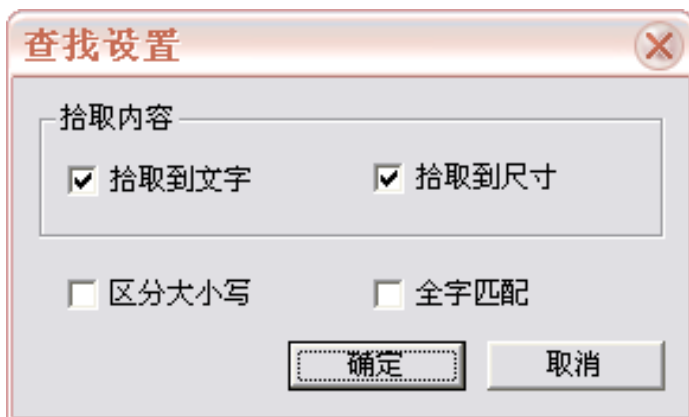 查找设置
拾取内容
拾取到文字 拾取到尺寸
区分大小写 全字匹配
确定 取消